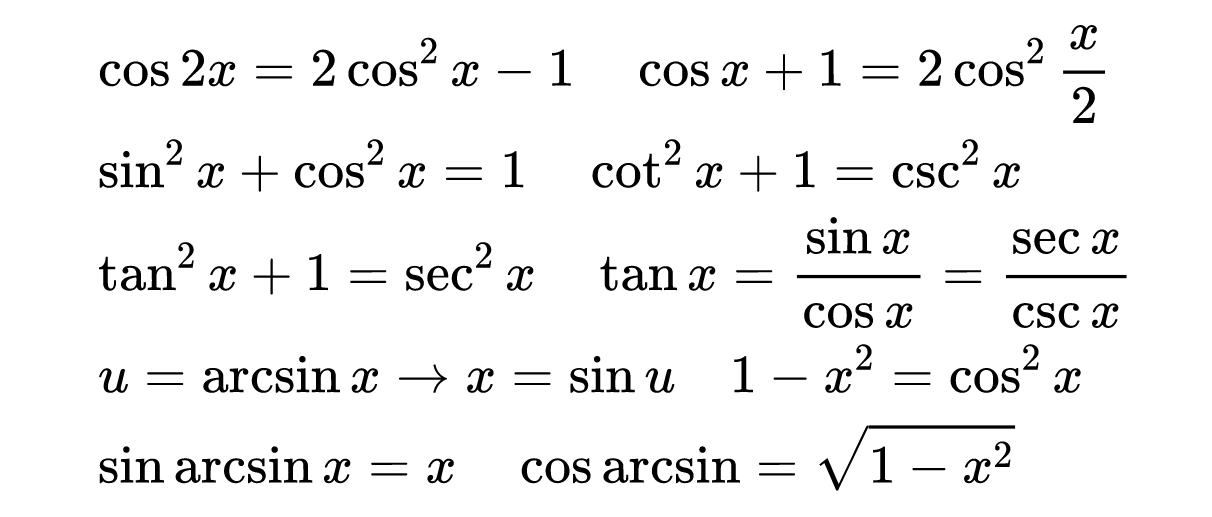 cos 2x = 2 cos² x − 1  cos x + 1 = 2 cos² x/2
sin² x + cos² x = 1  cot² x + 1 = csc² x
tan² x + 1 = sec² x  tan x = sin x/cos x = sec x/csc x
u = arcsin x → x = sin u  1 − x² = cos² x
sin arcsin x = x  cos arcsin = √(1 − x²)